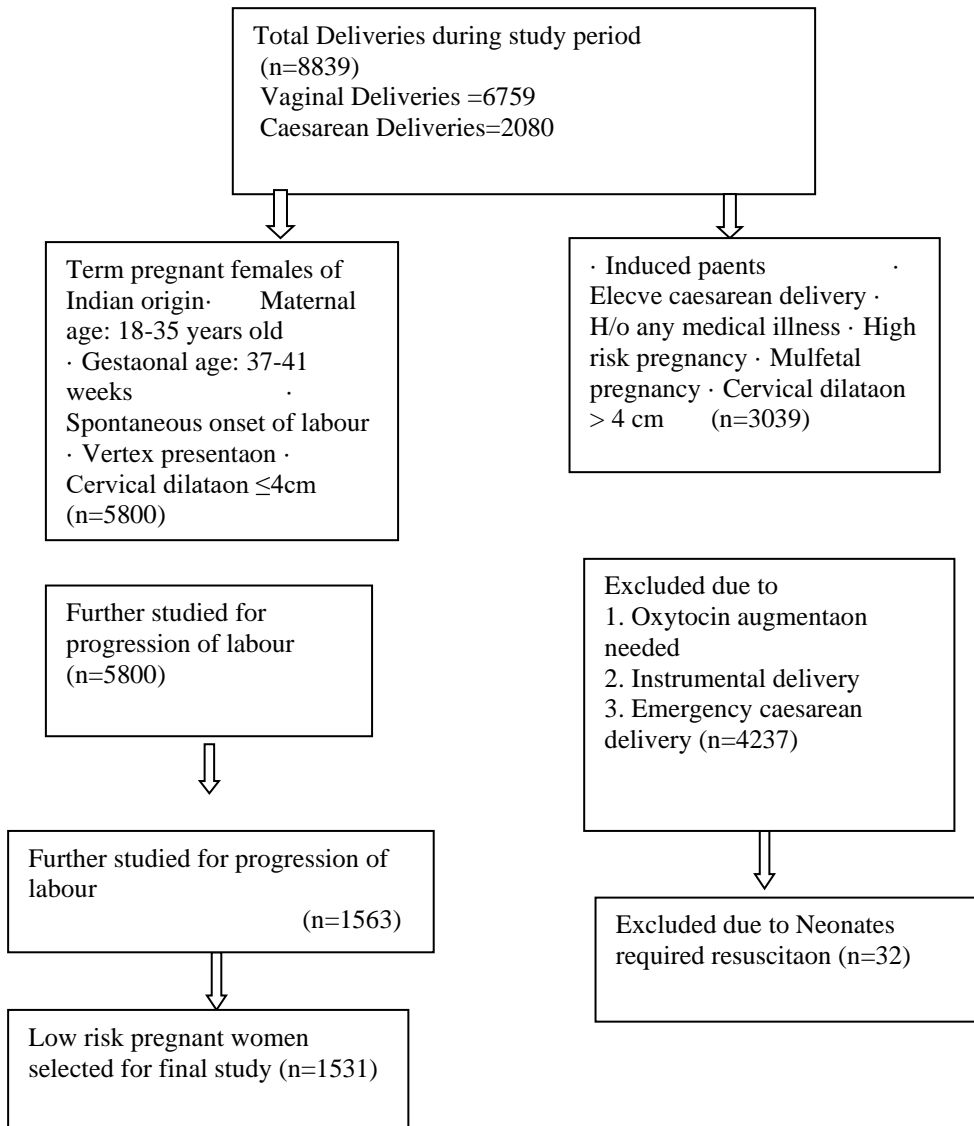 Total Deliveries during study period
(n=8839)
Vaginal Deliveries =6759
Caesarean Deliveries=2080
Term pregnant females of
Indian origin· Maternal
age: 18-35 years old
· Gestaonal age: 37-41
weeks ·
Spontaneous onset of labour
· Vertex presentaon ·
Cervical dilataon ≤4cm
(n=5800)
· Induced paents ·
Elecve caesarean delivery ·
H/o any medical illness · High
risk pregnancy · Mulfetal
pregnancy · Cervical dilataon
> 4 cm (n=3039)
Further studied for
progression of labour
(n=5800)
Excluded due to
1. Oxytocin augmentaon
needed
2. Instrumental delivery
3. Emergency caesarean
delivery (n=4237)
Further studied for progression of
labour
(n=1563)
Excluded due to Neonates
required resuscitaon (n=32)
Low risk pregnant women
selected for final study (n=1531)